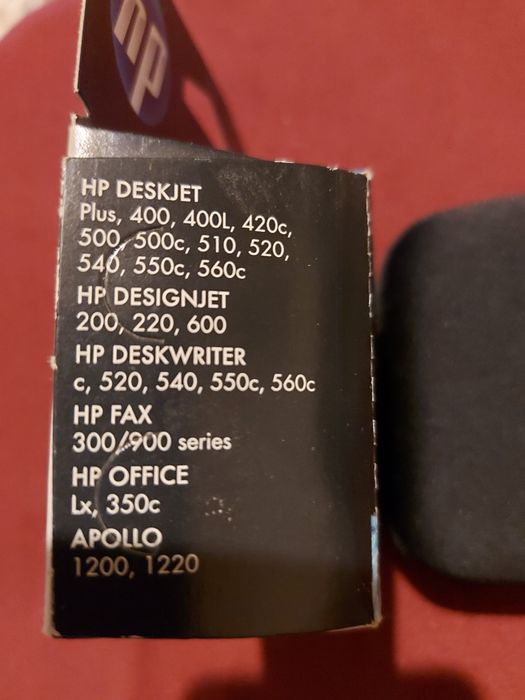 hp
HP DESKJET
Plus, 400, 400L, 420c,
500, 500c, 510, 520,
540, 550c, 560c
HP DESIGNJET
200, 220, 600
HP DESKWRITER
c, 520, 540, 550c, 560c
HP FAX
300/900 series
HP OFFICE
Lx, 350c
APOLLO
1200, 1220